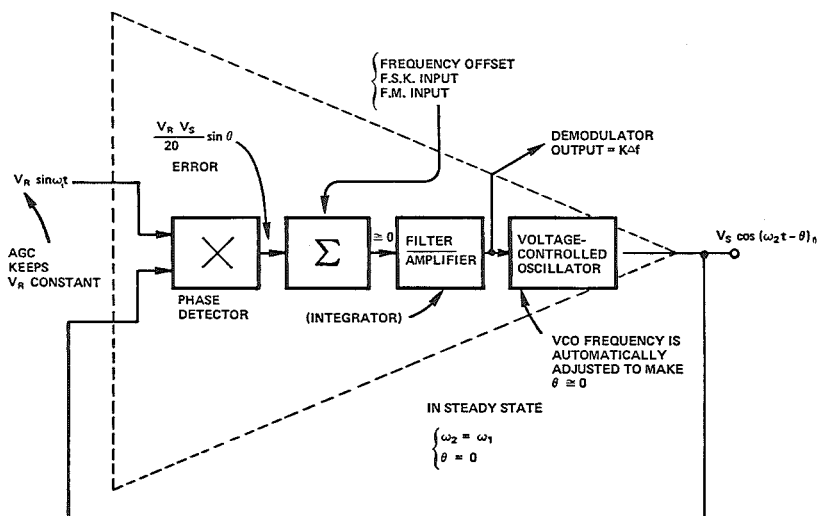 FREQUENCY OFFSET
F.S.K. INPUT
F.M. INPUT
V_R V_S
20
sin θ
ERROR
DEMODULATOR
OUTPUT = KΔf
V_R sinω₁t
AGC
KEEPS
V_R CONSTANT
Σ
≅0
FILTER
AMPLIFIER
VOLTAGE-
CONTROLLED
OSCILLATOR
V_S cos (ω₂t – θ)
PHASE
DETECTOR
(INTEGRATOR)
VCO FREQUENCY IS
AUTOMATICALLY
ADJUSTED TO MAKE
θ ≅ 0
IN STEADY STATE
ω₂ = ω₁
θ = 0